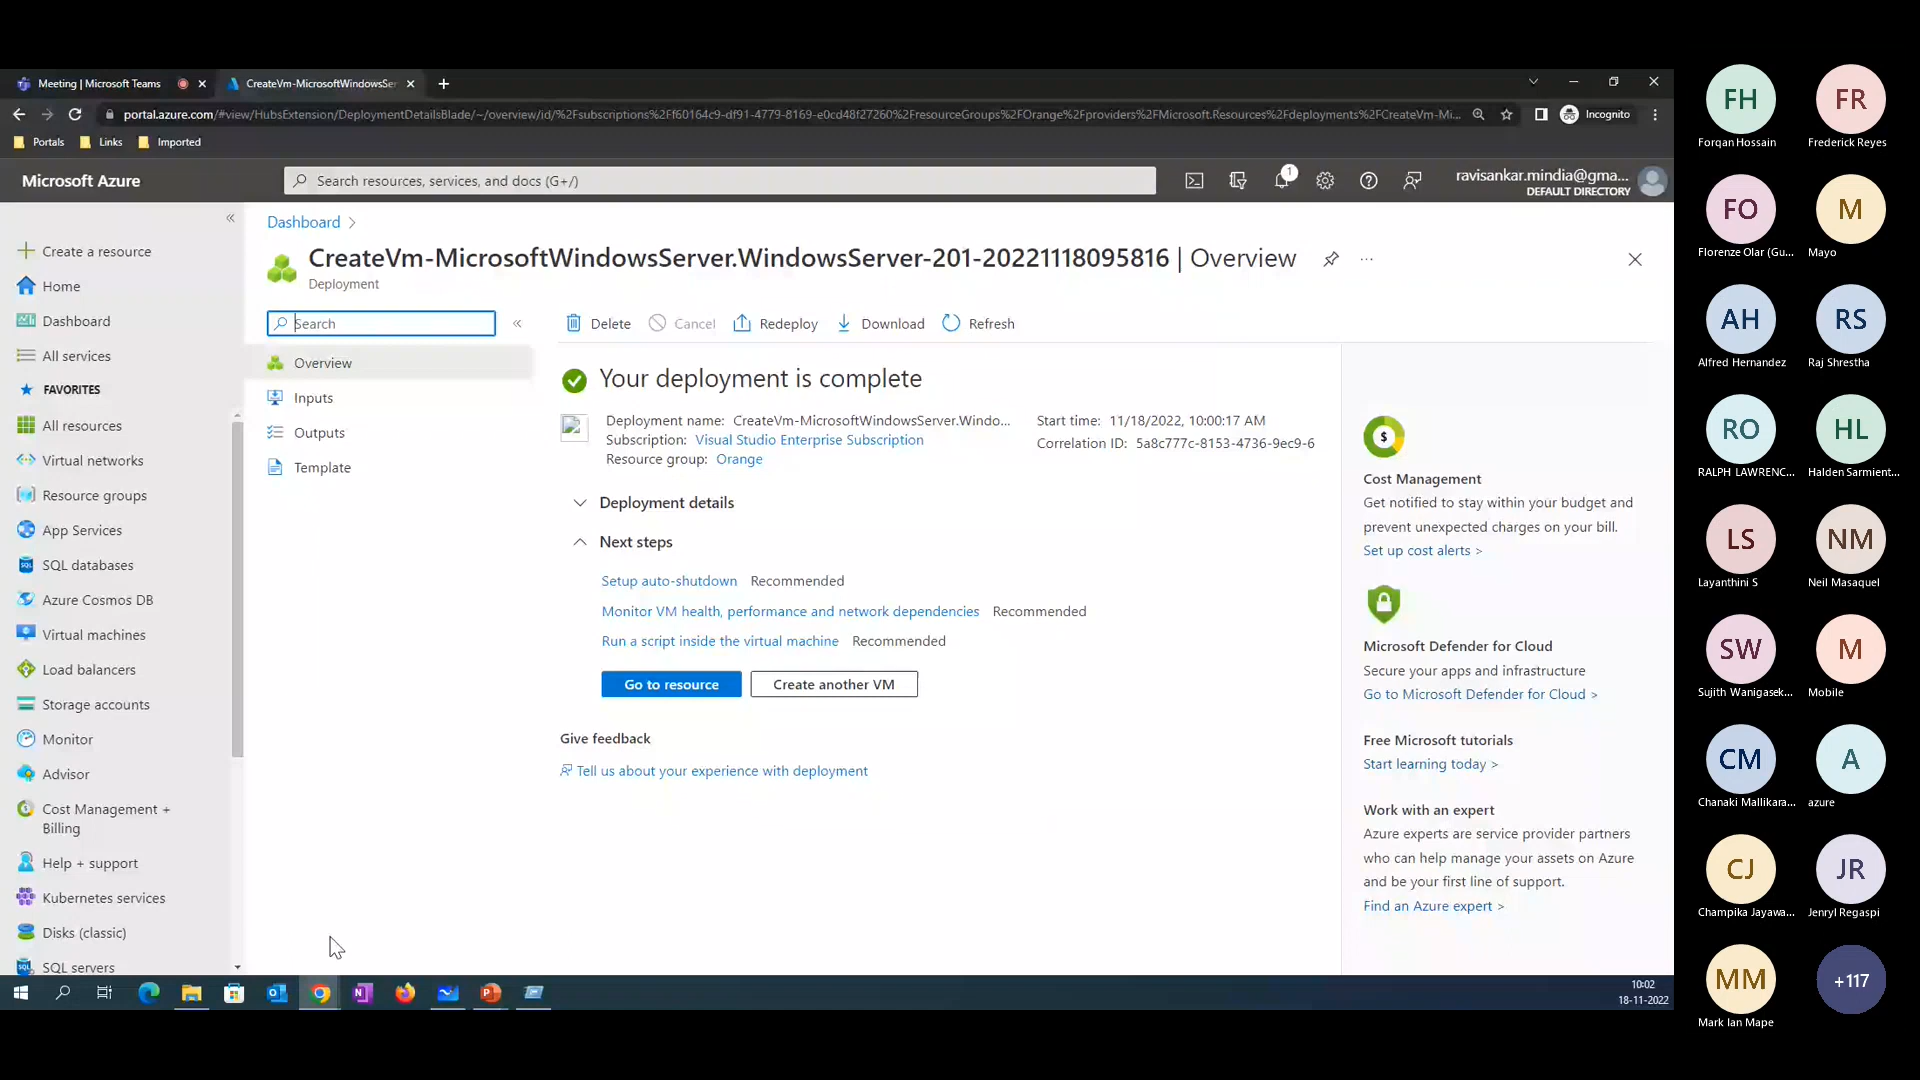 Meeting | Microsoft Teams
CreateVm-MicrosoftWindowsSer
portal.azure.com/#view/HubsExtension/DeploymentDetailsBlade/~/overview/id/%2Fsubscriptions%2Ff60164c9-df91-4779-8169-e0cd48f27260%2FresourceGroups%2FOrange%2Fproviders%2FMicrosoft.Resources%2Fdeployments%2FCreateVm-Mi...
Incognito
Portals
Links
Imported
Microsoft Azure
Search resources, services, and docs (G+/)
1
ravisankar.mindia@gma...
DEFAULT DIRECTORY
Create a resource
Home
Dashboard
All services
FAVORITES
All resources
Virtual networks
Resource groups
App Services
SQL databases
Azure Cosmos DB
Virtual machines
Load balancers
Storage accounts
Monitor
Advisor
Cost Management +
Billing
Help + support
Kubernetes services
Disks (classic)
SQL servers
Dashboard >
CreateVm-MicrosoftWindowsServer.WindowsServer-201-20221118095816 | Overview
Deployment
Search
Overview
Inputs
Outputs
Template
Delete
Cancel
Redeploy
Download
Refresh
Your deployment is complete
Deployment name: CreateVm-MicrosoftWindowsServer.Windo...
Subscription: Visual Studio Enterprise Subscription
Resource group: Orange
Start time: 11/18/2022, 10:00:17 AM
Correlation ID: 5a8c777c-8153-4736-9ec9-6
Deployment details
Next steps
Setup auto-shutdown Recommended
Monitor VM health, performance and network dependencies Recommended
Run a script inside the virtual machine Recommended
Go to resource
Create another VM
Give feedback
Tell us about your experience with deployment
Cost Management
Get notified to stay within your budget and
prevent unexpected charges on your bill.
Set up cost alerts >
Microsoft Defender for Cloud
Secure your apps and infrastructure
Go to Microsoft Defender for Cloud >
Free Microsoft tutorials
Start learning today >
Work with an expert
Azure experts are service provider partners
who can help manage your assets on Azure
and be your first line of support.
Find an Azure expert >
10:02
18-11-2022
FH
Forqan Hossain
FR
Frederick Reyes
FO
Florenze Olar (Gu...
M
Mayo
AH
Alfred Hernandez
RS
Raj Shrestha
RO
RALPH LAWRENC...
HL
Halden Sarmient...
LS
Layanthini S
NM
Neil Masaquel
SW
Sujith Wanigasek...
M
Mobile
CM
Chanaki Mallikara...
A
azure
CJ
Champika Jayawa...
JR
Jenryl Regaspi
MM
Mark Ian Mape
+117